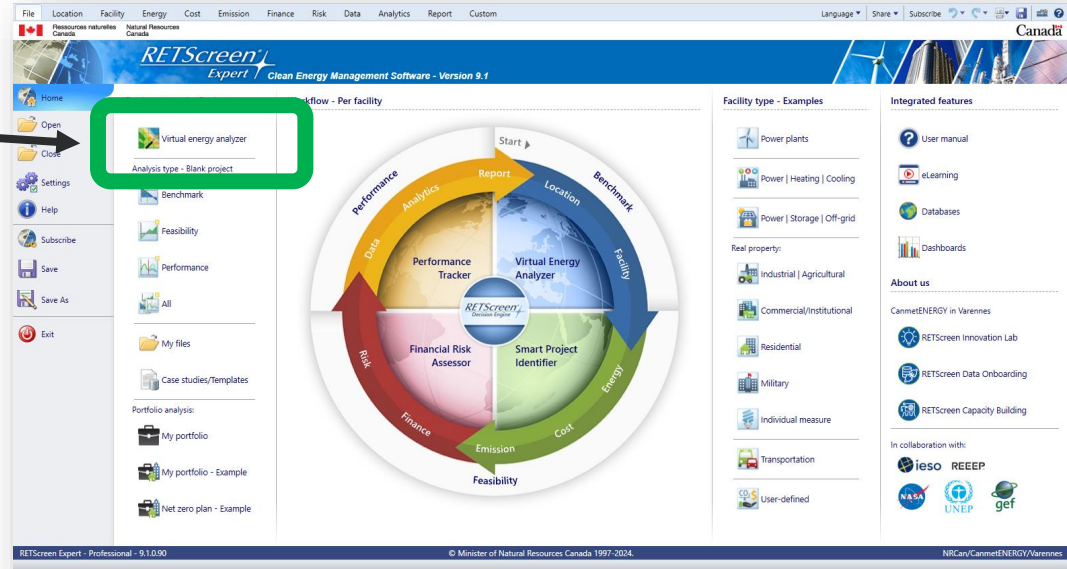 File Location Facility Energy Cost Emission Finance Risk Data Analytics Report Custom Language Share Subscribe
Ressources naturelles Canada
Natural Resources Canada
Canada
RETScreen
Expert
Clean Energy Management Software - Version 9.1
Home
Open
Close
Settings
Help
Subscribe
Save
Save As
Exit
Virtual energy analyzer
Analysis type - Blank project
Benchmark
Feasibility
Performance
All
My files
Case studies/Templates
Portfolio analysis:
My portfolio
My portfolio - Example
Net zero plan - Example
- Per facility
Start
Performance
Benchmark
Feasibility
Report
Location
Facility
Energy
Cost
Emission
Finance
Risk
Data
Analytics
Performance Tracker
Virtual Energy Analyzer
RETScreen
Decision Engine
Financial Risk Assessor
Smart Project Identifier
Facility type - Examples
Power plants
Power | Heating | Cooling
Power | Storage | Off-grid
Real property:
Industrial | Agricultural
Commercial/Institutional
Residential
Military
Individual measure
Transportation
User-defined
Integrated features
User manual
eLearning
Databases
Dashboards
About us
CanmetÉNERGY in Varennes
RETScreen Innovation Lab
RETScreen Data Onboarding
RETScreen Capacity Building
In collaboration with:
ieso REEEP
NASA UNEP gef
RETScreen Expert - Professional - 9.1.0.90
© Minister of Natural Resources Canada 1997-2024.
NRCan/CanmetENERGY/Varennes